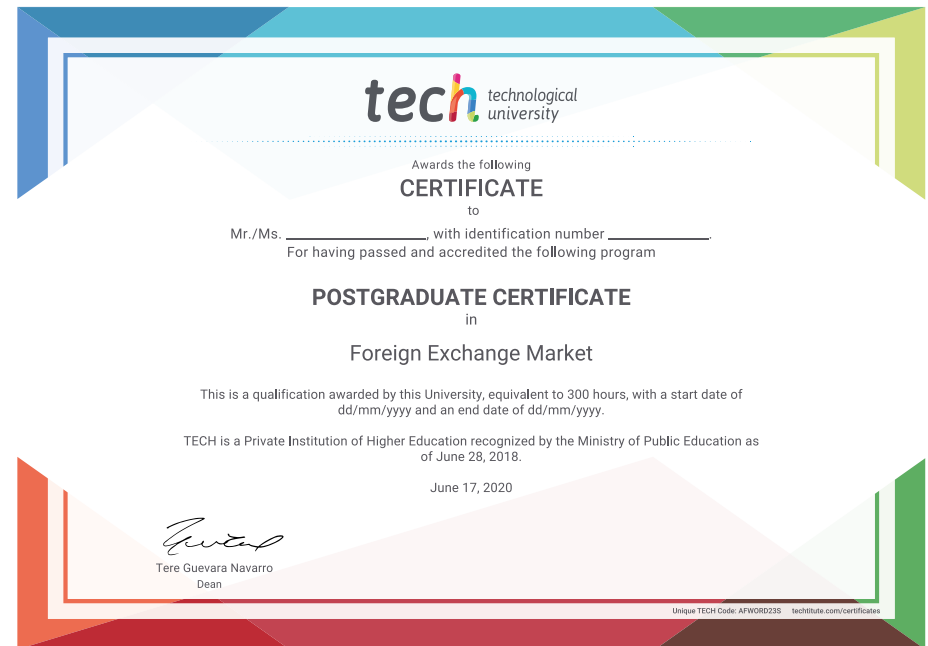 tech technological
university
Awards the following
CERTIFICATE
to
Mr./Ms. ____________________, with identification number ______________.
For having passed and accredited the following program
POSTGRADUATE CERTIFICATE
in
Foreign Exchange Market
This is a qualification awarded by this University, equivalent to 300 hours, with a start date of
dd/mm/yyyy and an end date of dd/mm/yyyy.
TECH is a Private Institution of Higher Education recognized by the Ministry of Public Education as
of June 28, 2018.
June 17, 2020
Tere Guevara Navarro
Dean
Unique TECH Code: AFWORD23S techtitute.com/certificates